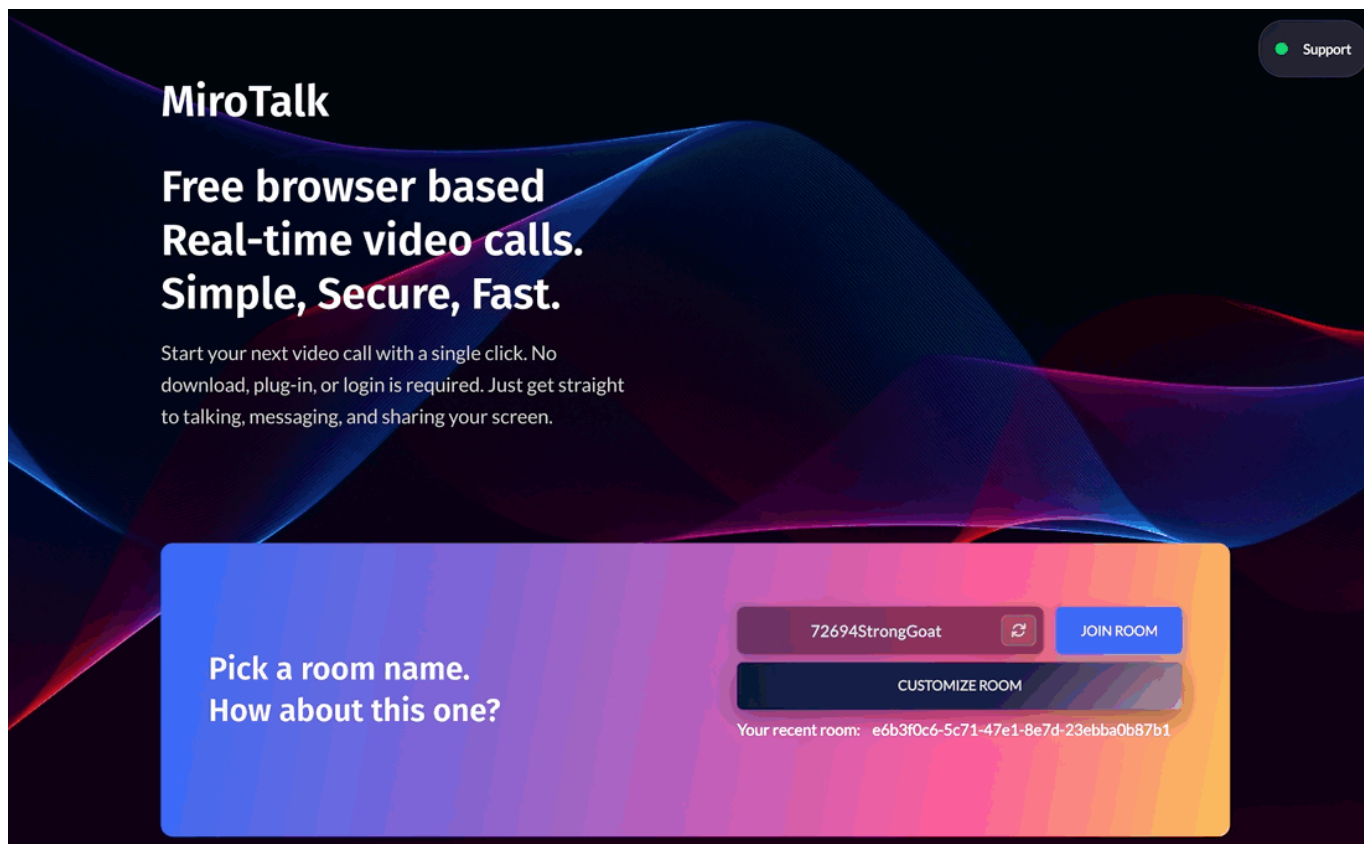 Support
MiroTalk
Free browser based
Real-time video calls.
Simple, Secure, Fast.
Start your next video call with a single click. No
download, plug-in, or login is required. Just get straight
to talking, messaging, and sharing your screen.
Pick a room name.
How about this one?
72694StrongGoat
JOIN ROOM
CUSTOMIZE ROOM
Your recent room: e6b3f0c6-5c71-47e1-8e7d-23ebba0b87b1